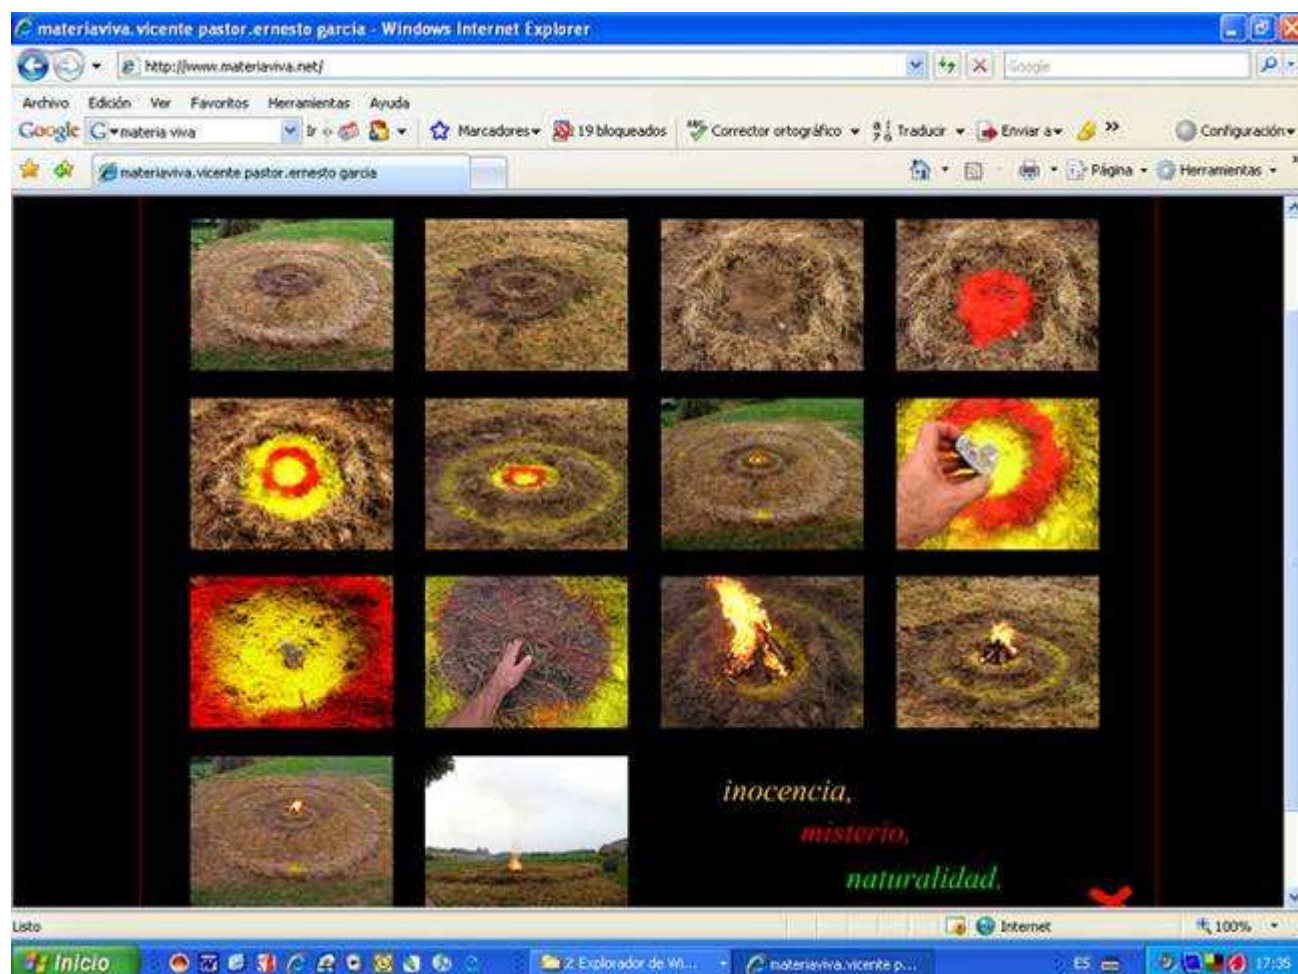 materiaviva.vicente pastor.ernesto garcia - Windows Internet Explorer
http://www.materiaviva.net/ Google
Archivo Edición Ver Favoritos Herramientas Ayuda
Google G materia viva Ir Marcadores 19 bloqueados Corrector ortográfico Traducir Enviar a Configuración
materiaviva.vicente pastor.ernesto garcia Página Herramientas
inocencia,
misterio,
naturalidad.
Listo Internet 100%
Inicio 2 Explorador de Wi... materiaviva.vicente p... ES 17:35